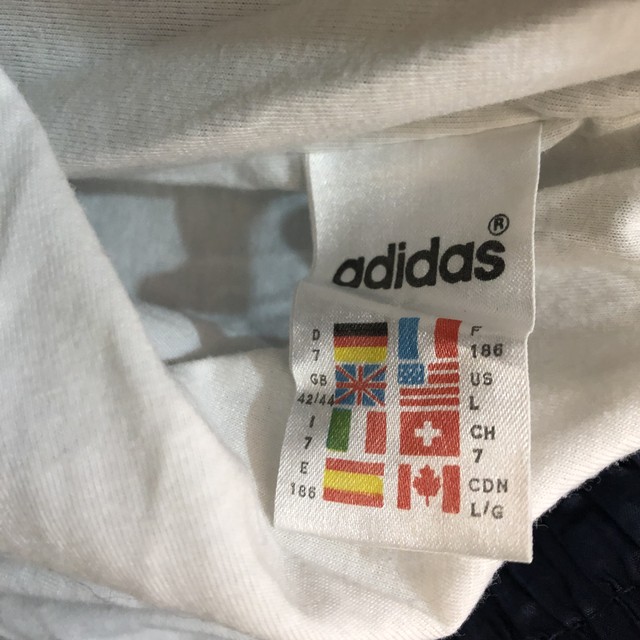 adidas®
D
7
F
186
GB
42/44
US
L
I
7
CH
7
E
186
CDN
L/G